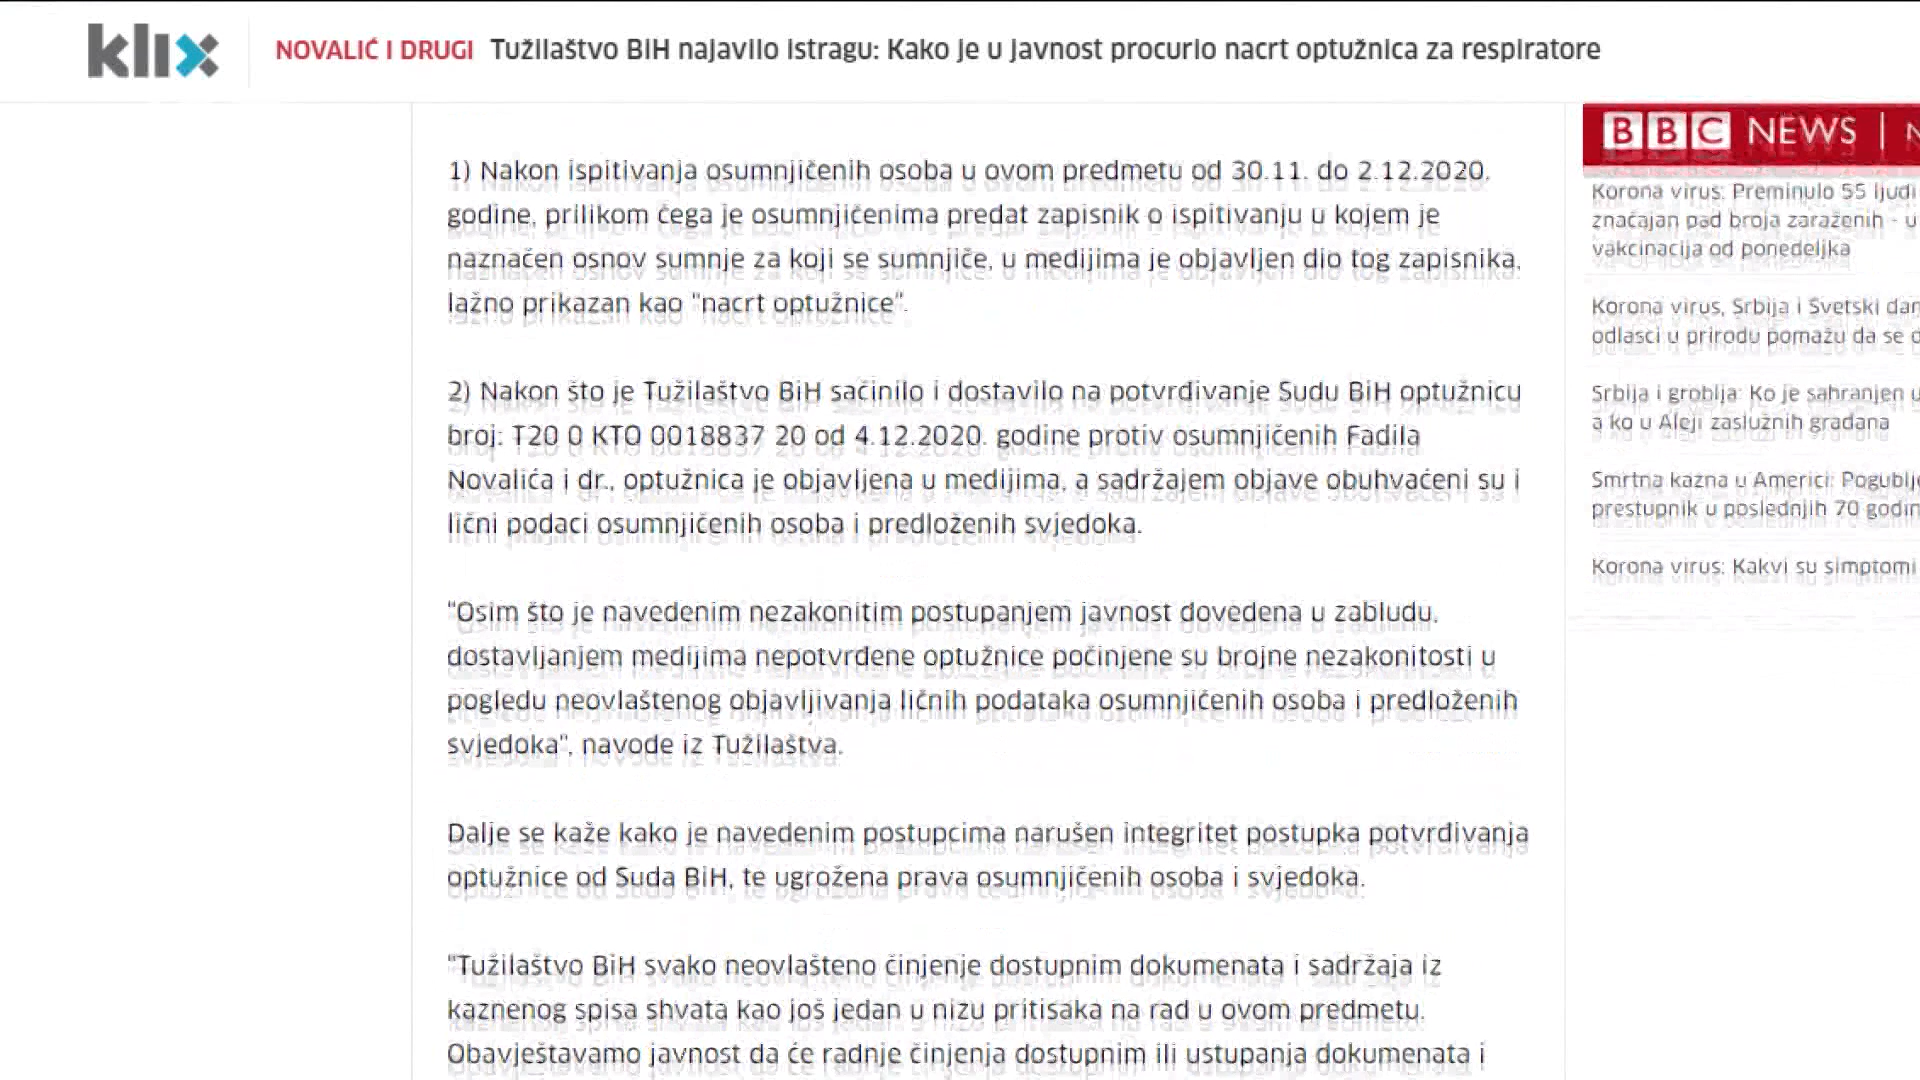 klix
NOVALIĆ I DRUGI Tužilaštvo BiH najavilo istragu: Kako je u javnost procurio nacrt optužnica za respiratore
1) Nakon ispitivanja osumnjičenih osoba u ovom predmetu od 30.11. do 2.12.2020.
godine, prilikom čega je osumnjičenima predat zapisnik o ispitivanju u kojem je
naznačen osnov sumnje za koji se sumnjiče, u medijima je objavljen dio tog zapisnika,
lažno prikazan kao "nacrt optužnice".
2) Nakon što je Tužilaštvo BiH sačinilo i dostavilo na potvrđivanje Sudu BiH optužnicu
broj: T20 0 KTO 0018837 20 od 4.12.2020. godine protiv osumnjičenih Fadila
Novalića i dr., optužnica je objavljena u medijima, a sadržajem objave obuhvaćeni su i
lični podaci osumnjičenih osoba i predloženih svjedoka.
"Osim što je navedenim nezakonitim postupanjem javnost dovedena u zabludu,
dostavljanjem medijima nepotvrđene optužnice počinjene su brojne nezakonitosti u
pogledu neovlaštenog objavljivanja ličnih podataka osumnjičenih osoba i predloženih
svjedoka", navode iz Tužilaštva.
Dalje se kaže kako je navedenim postupcima narušen integritet postupka potvrđivanja
optužnice od Suda BiH, te ugrožena prava osumnjičenih osoba i svjedoka.
"Tužilaštvo BiH svako neovlašteno činjenje dostupnim dokumenata i sadržaja iz
kaznenog spisa shvata kao još jedan u nizu pritisaka na rad u ovom predmetu.
Obavještavamo javnost da će radnje činjenja dostupnim ili ustupanja dokumenata i
BBC NEWS |
Korona virus: Preminulo 55 ljudi
značajan pad broja zaraženih - u
vakcinacija od ponedeljka
Korona virus, Srbija i Svetski dan
odlasci u prirodu pomažu da se
Srbija i groblja: Ko je sahranjen u
a ko u Aleji zaslužnih građana
Smrtna kazna u Americi:
prestupnik u poslednjih 70
Korona virus: Kakvi su simptomi